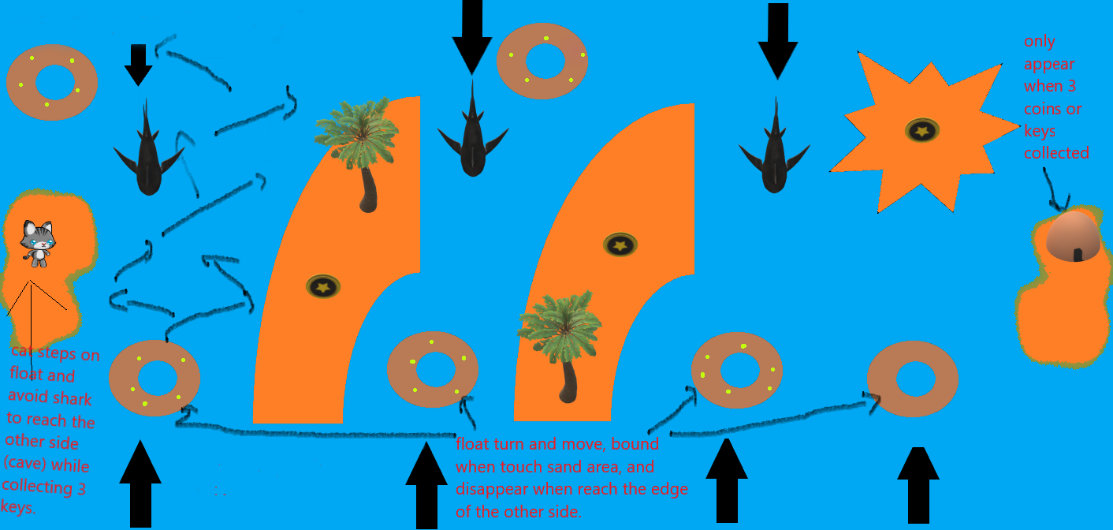 only
appear
when 3
coins or
keys
collected
cat steps on
float and
avoid shark
to reach the
other side
(cave) while
collecting 3
keys.
float turn and move, bound
when touch sand area, and
disappear when reach the edge
of the other side.